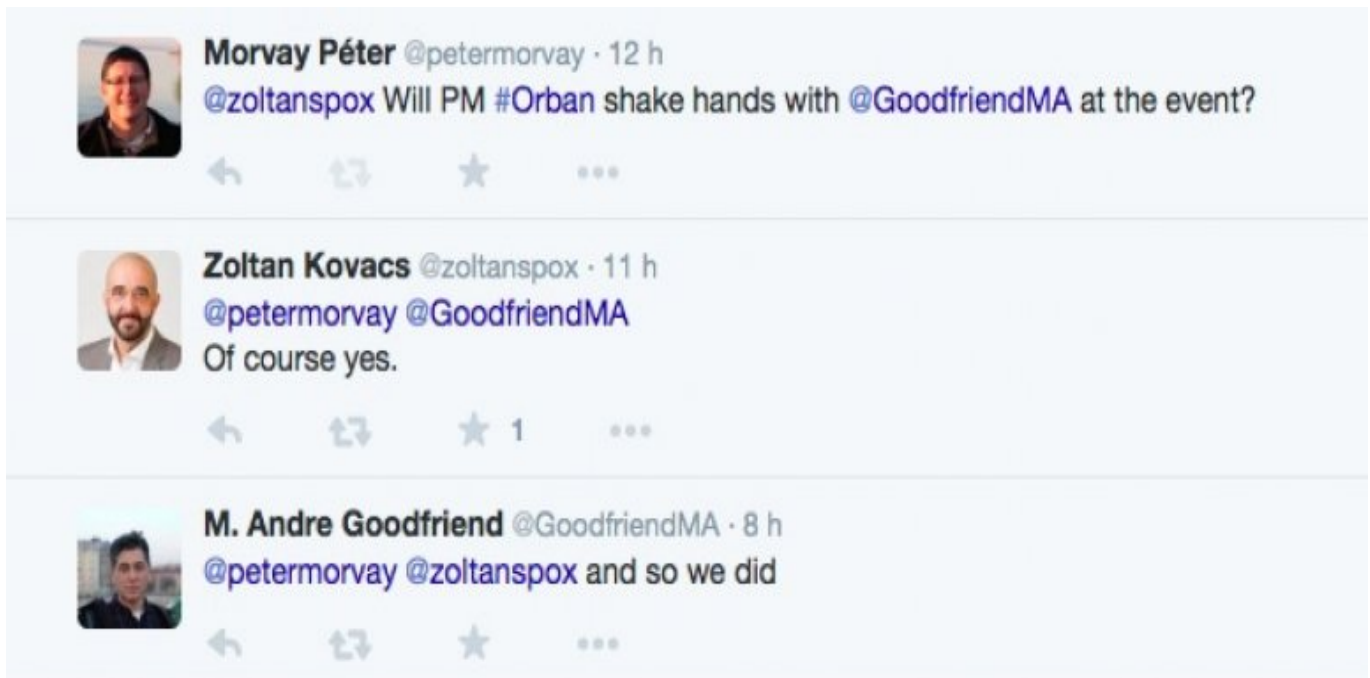 Morvay Péter @petermorvay · 12 h
@zoltanspox Will PM #Orban shake hands with @GoodfriendMA at the event?
Zoltan Kovacs @zoltanspox · 11 h
@petermorvay @GoodfriendMA
Of course yes.
1
M. Andre Goodfriend @GoodfriendMA · 8 h
@petermorvay @zoltanspox and so we did